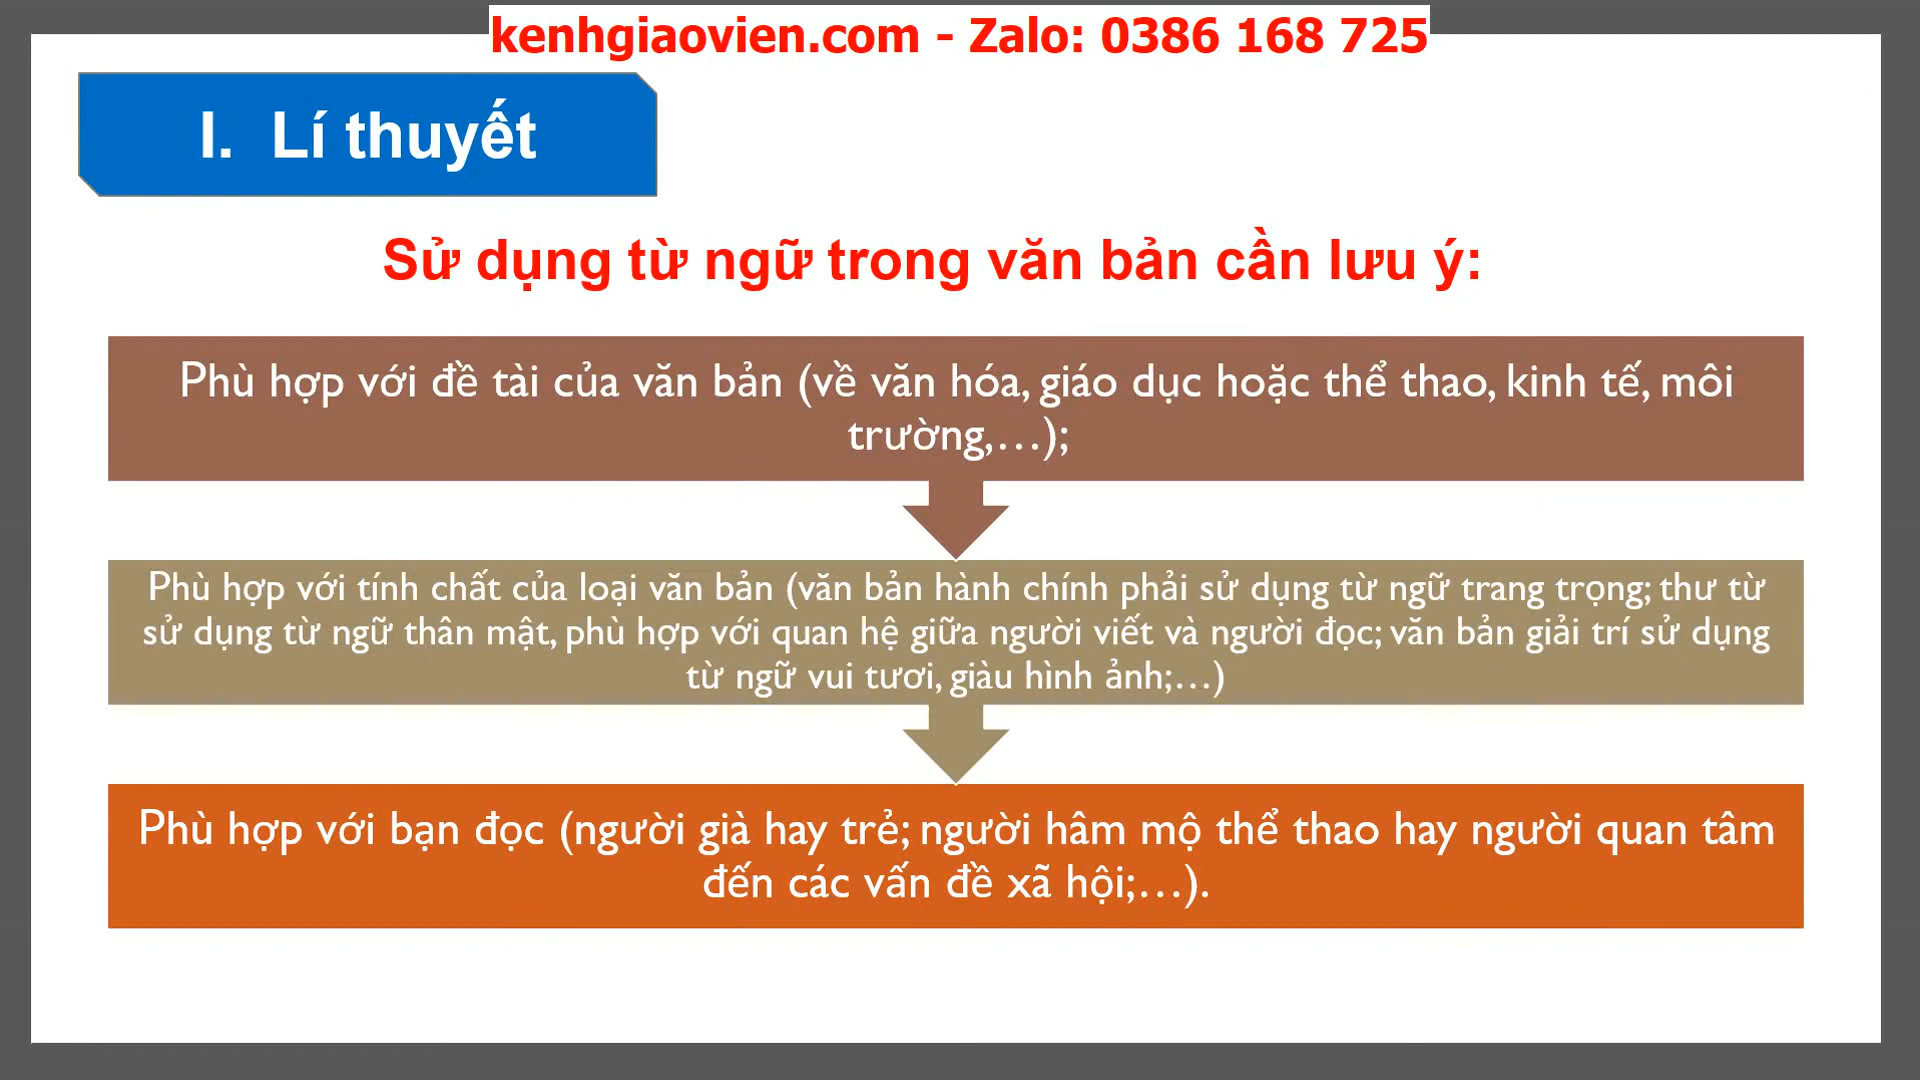 kenhgiaovien.com - Zalo: 0386 168 725
I. Lí thuyết
Sử dụng từ ngữ trong văn bản cần lưu ý:
Phù hợp với đề tài của văn bản (về văn hóa, giáo dục hoặc thể thao, kinh tế, môi
trường,…);
Phù hợp với tính chất của loại văn bản (văn bản hành chính phải sử dụng từ ngữ trang trọng; thư từ
sử dụng từ ngữ thân mật, phù hợp với quan hệ giữa người viết và người đọc; văn bản giải trí sử dụng
từ ngữ vui tươi, giàu hình ảnh;…)
Phù hợp với bạn đọc (người già hay trẻ; người hâm mộ thể thao hay người quan tâm
đến các vấn đề xã hội;…).